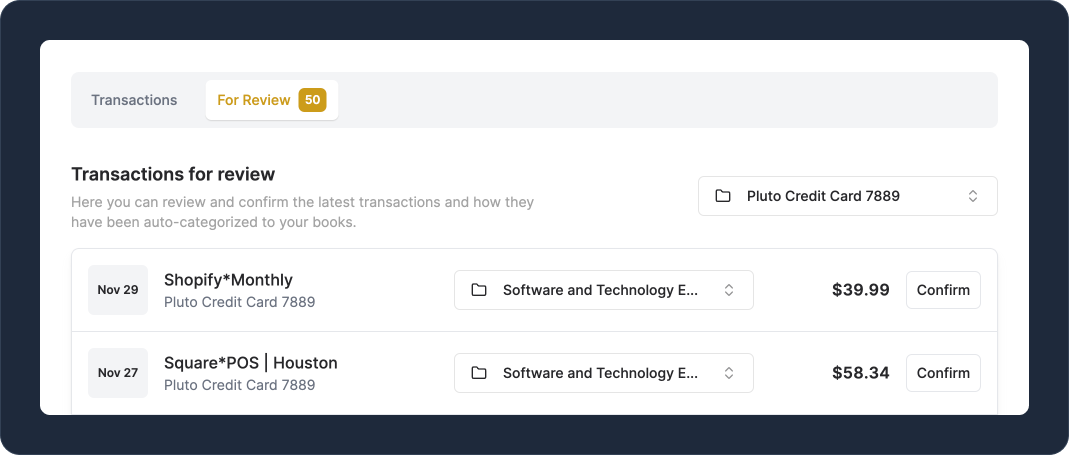 Transactions
For Review 50
Transactions for review
Here you can review and confirm the latest transactions and how they
have been auto-categorized to your books.
Pluto Credit Card 7889
Nov 29
Shopify*Monthly
Pluto Credit Card 7889
Software and Technology E...
$39.99
Confirm
Nov 27
Square*POS | Houston
Pluto Credit Card 7889
Software and Technology E...
$58.34
Confirm